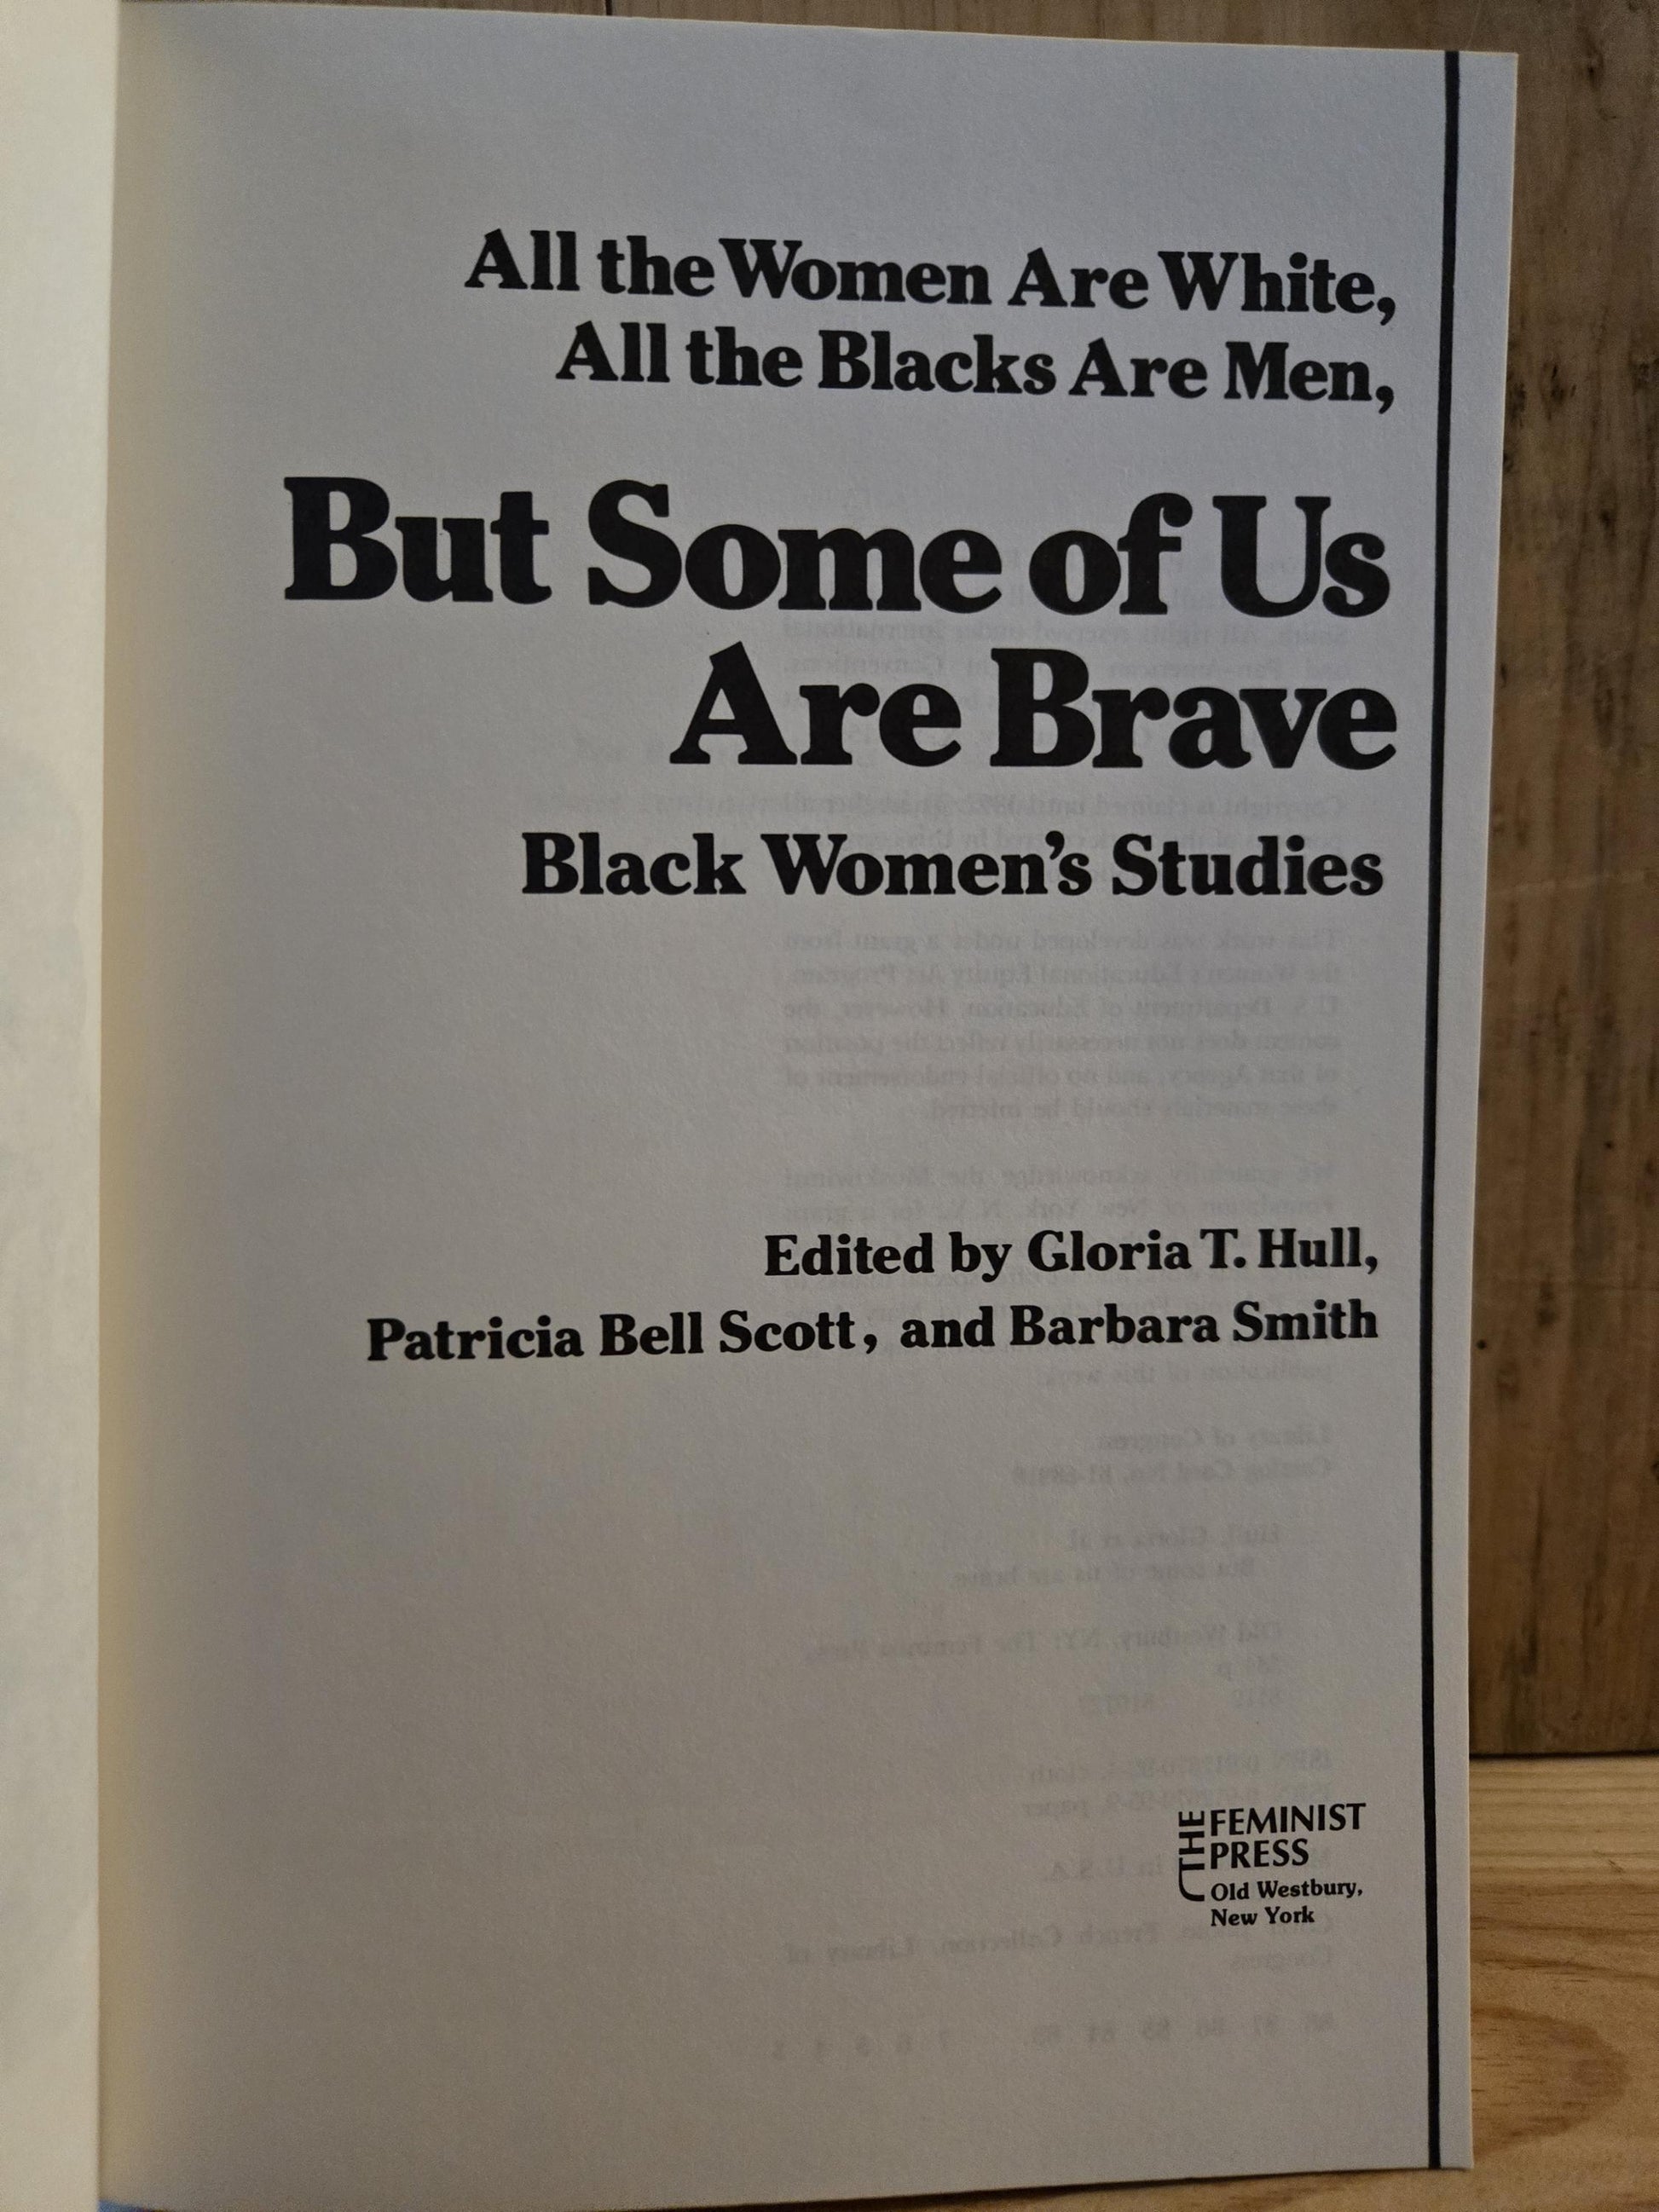 All the Women Are White,
All the Blacks Are Men,
But Some of Us
Are Brave
Black Women's Studies
Edited by Gloria T. Hull,
Patricia Bell Scott, and Barbara Smith
THE FEMINIST
PRESS
Old Westbury,
New York